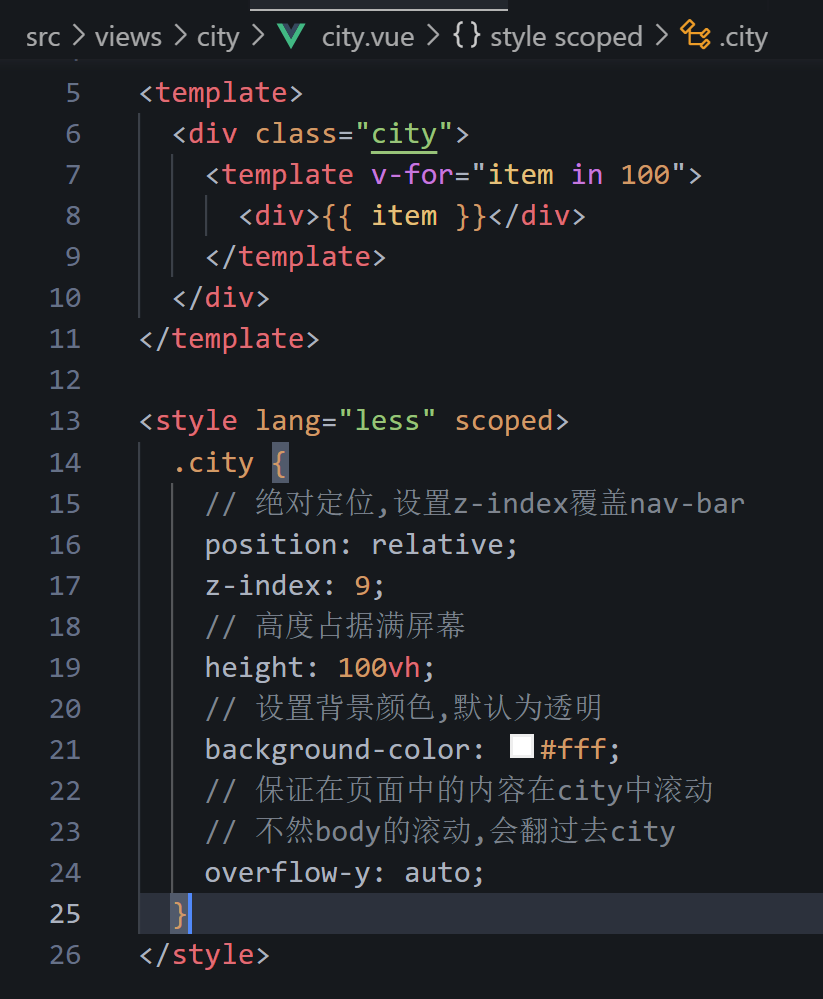 src > views > city > city.vue > {} style scoped > .city
5 <template>
6 <div class="city">
7 <template v-for="item in 100">
8 <div>{{ item }}</div>
9 </template>
10 </div>
11 </template>
12
13 <style lang="less" scoped>
14 .city {
15 // 绝对定位,设置z-index覆盖nav-bar
16 position: relative;
17 z-index: 9;
18 // 高度占据满屏幕
19 height: 100vh;
20 // 设置背景颜色,默认为透明
21 background-color: #fff;
22 // 保证在页面中的内容在city中滚动
23 // 不然body的滚动,会翻过去city
24 overflow-y: auto;
25 }
26 </style>